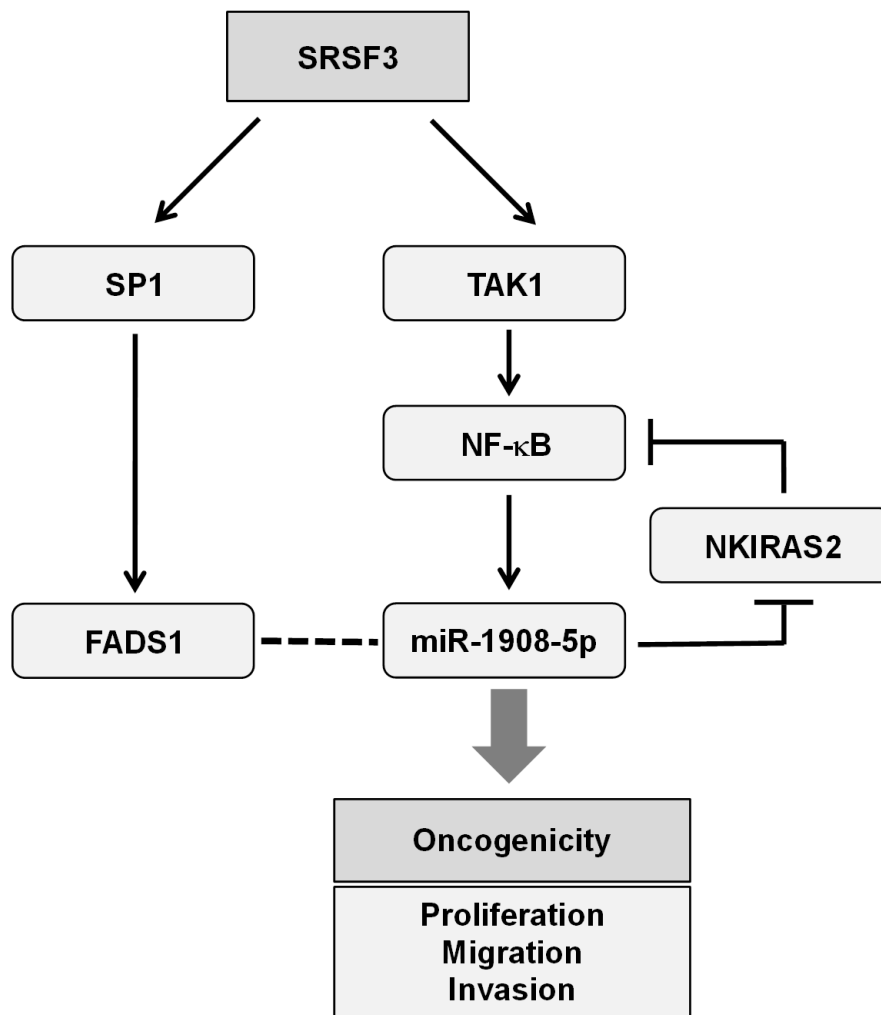 SRSF3
SP1
TAK1
NF-κB
NKIRAS2
FADS1
miR-1908-5p
Oncogenicity
Proliferation
Migration
Invasion